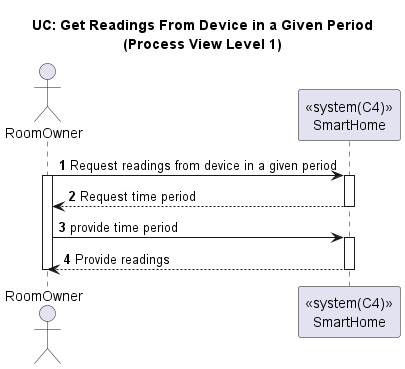 UC: Get Readings From Device in a Given Period
(Process View Level 1)
RoomOwner
«system(C4)»
SmartHome
1 Request readings from device in a given period
2 Request time period
3 provide time period
4 Provide readings
RoomOwner
«system(C4)»
SmartHome